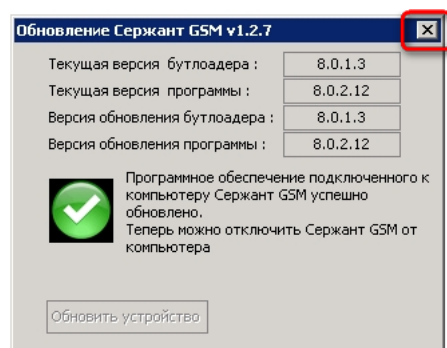 Обновление Сержант GSM v1.2.7
Текущая версия бутлоадера : 8.0.1.3
Текущая версия программы : 8.0.2.12
Версия обновления бутлоадера : 8.0.1.3
Версия обновления программы : 8.0.2.12
Программное обеспечение подключенного к
компьютеру Сержант GSM успешно
обновлено.
Теперь можно отключить Сержант GSM от
компьютера
Обновить устройство